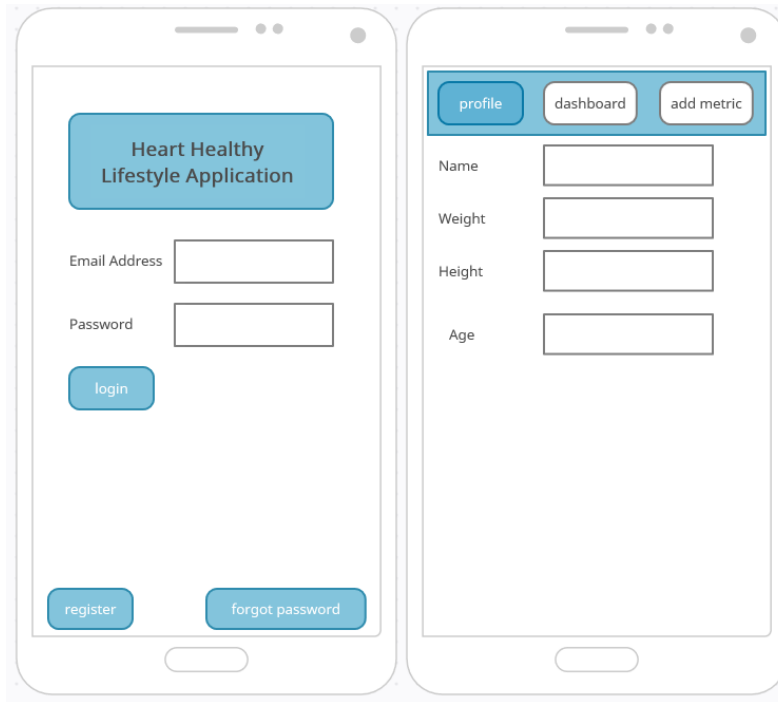 Heart Healthy
Lifestyle Application
Email Address
Password
login
register
forgot password
profile
dashboard
add metric
Name
Weight
Height
Age